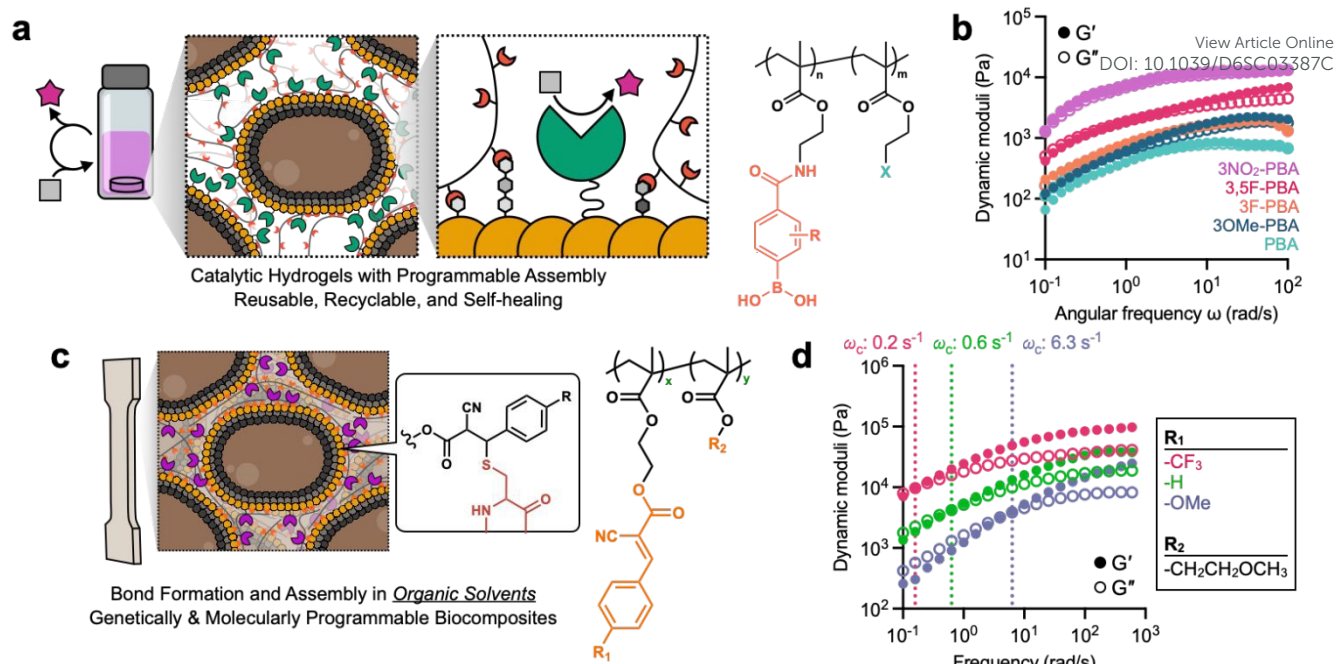 a
Catalytic Hydrogels with Programmable Assembly
Reusable, Recyclable, and Self-healing
n
m
O
O
O
O
NH
X
O
R
B
HO
OH
b
View Article Online
DOI: 10.1039/D6SC03387C
G′
G″
Dynamic moduli (Pa)
10⁵
10⁴
10³
10²
10¹
3NO₂-PBA
3,5F-PBA
3F-PBA
3OMe-PBA
PBA
10⁻¹ 10⁰ 10¹ 10²
Angular frequency ω (rad/s)
c
CN
R
O
O
S
HN
O
Bond Formation and Assembly in Organic Solvents
Genetically & Molecularly Programmable Biocomposites
x
y
O
O
O
O
R₂
O
O
NC
R₁
d
ω꜀: 0.2 s⁻¹ ω꜀: 0.6 s⁻¹ ω꜀: 6.3 s⁻¹
Dynamic moduli (Pa)
10⁶
10⁵
10⁴
10³
10²
G′
G″
10⁻¹ 10⁰ 10¹ 10² 10³
Frequency (rad/s)
R₁
-CF₃
-H
-OMe
R₂
-CH₂CH₂OCH₃